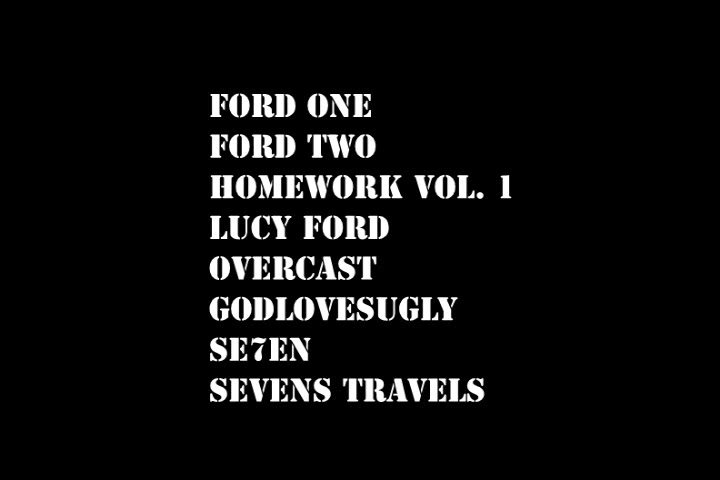 FORD ONE
FORD TWO
HOMEWORK VOL. 1
LUCY FORD
OVERCAST
GODLOVESUGLY
SE7EN
SEVENS TRAVELS